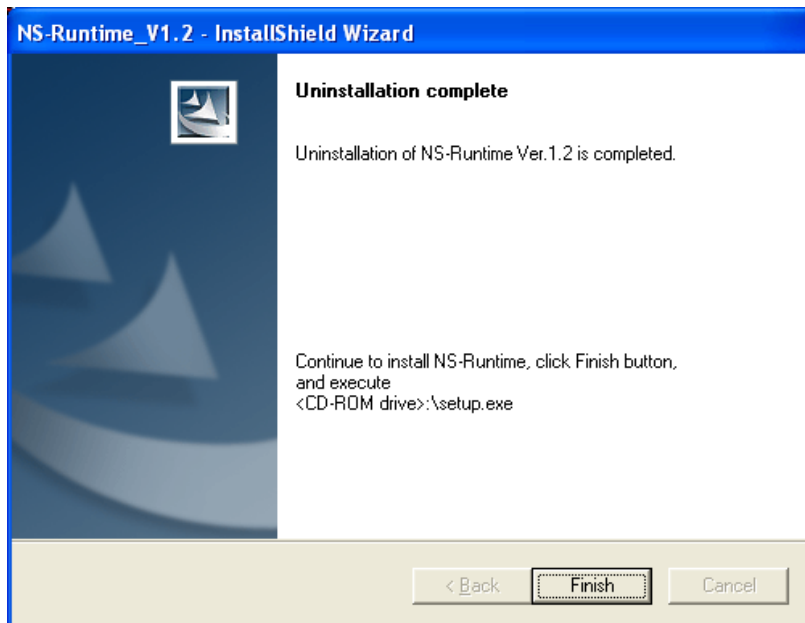 NS-Runtime_V1.2 - InstallShield Wizard
Uninstallation complete
Uninstallation of NS-Runtime Ver.1.2 is completed.
Continue to install NS-Runtime, click Finish button,
and execute
<CD-ROM drive>:\setup.exe
< Back Finish Cancel